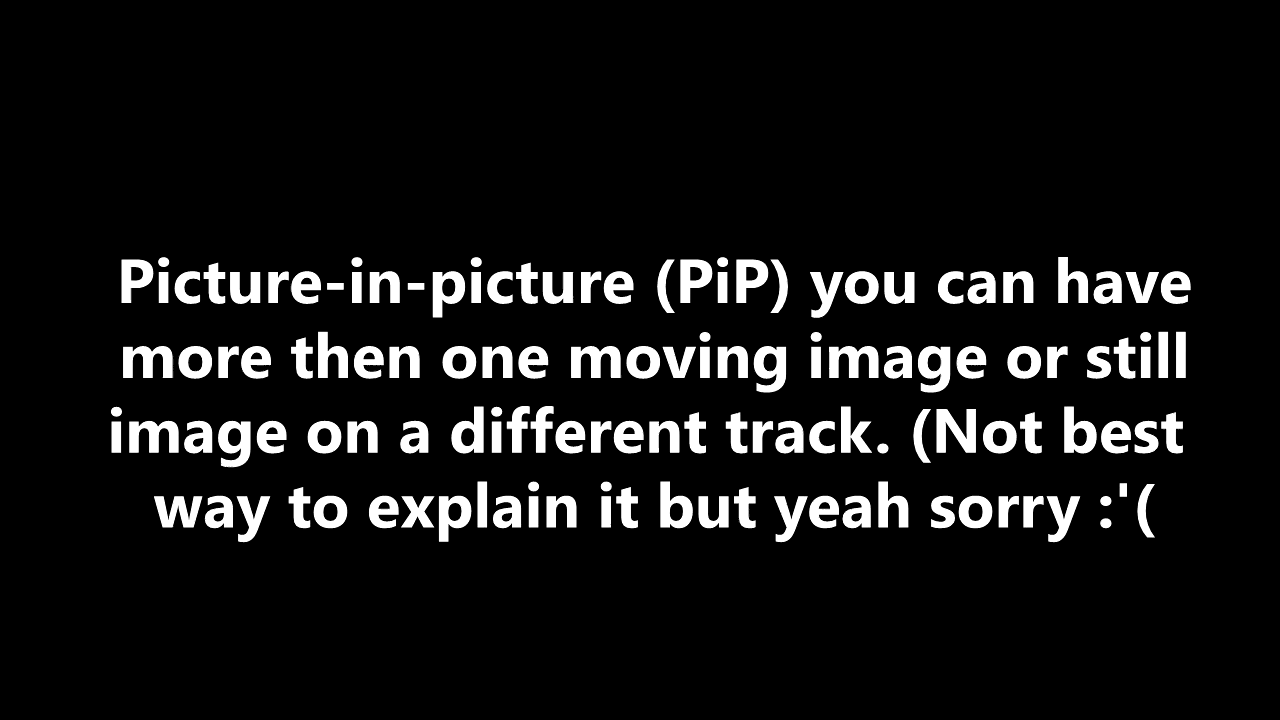 Picture-in-picture (PiP) you can have
more then one moving image or still
image on a different track. (Not best
way to explain it but yeah sorry :'(